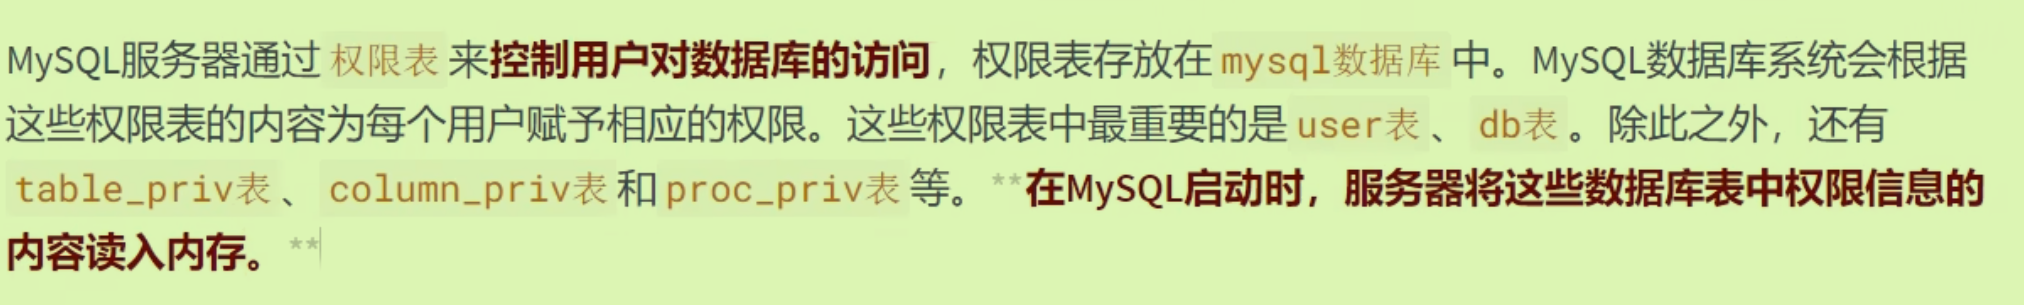 MySQL服务器通过 权限表 来控制用户对数据库的访问，权限表存放在 mysql数据库 中。MySQL数据库系统会根据
这些权限表的内容为每个用户赋予相应的权限。这些权限表中最重要的是 user表 、 db表 。除此之外，还有
table_priv表 、 column_priv表 和 proc_priv表 等。 **在MySQL启动时，服务器将这些数据库表中权限信息的
内容读入内存。 **